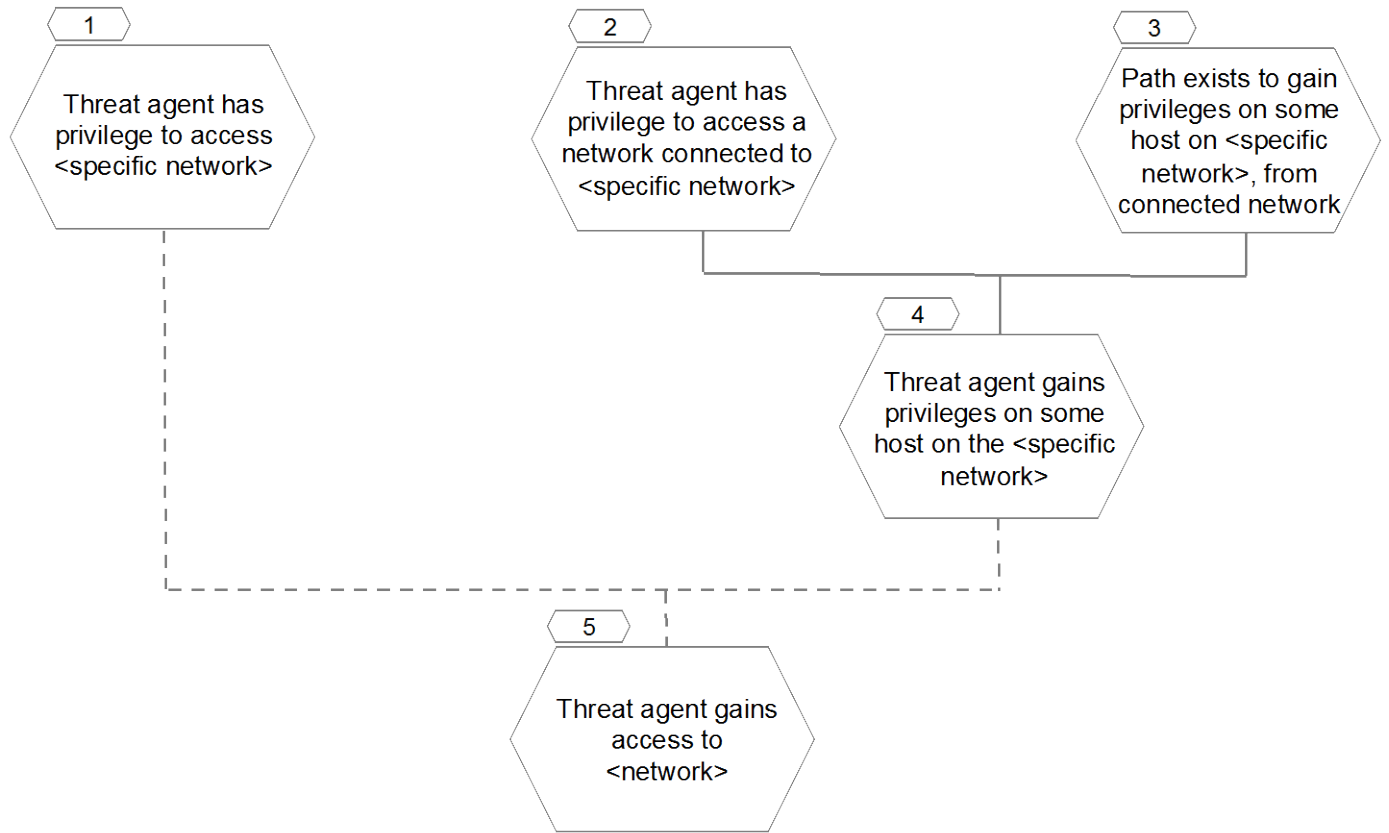 1
Threat agent has
privilege to access
<specific network>
2
Threat agent has
privilege to access a
network connected to
<specific network>
3
Path exists to gain
privileges on some
host on <specific
network>, from
connected network
4
Threat agent gains
privileges on some
host on the <specific
network>
5
Threat agent gains
access to
<network>